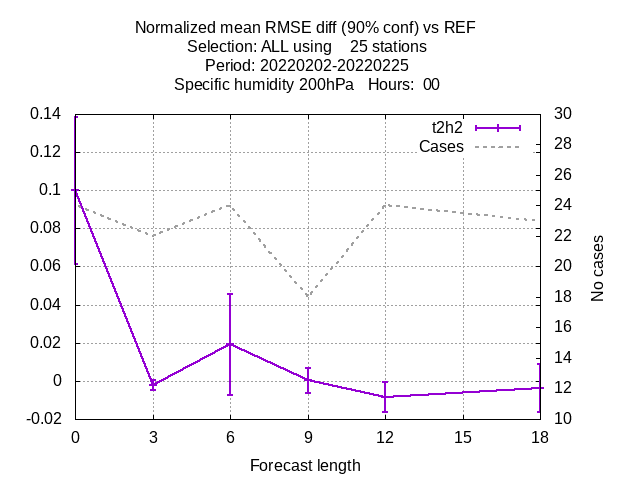 Normalized mean RMSE diff (90% conf) vs REF
Selection: ALL using    25 stations
Period: 20220202-20220225
Specific humidity 200hPa   Hours:  00
t2h2
Cases
0.14
0.12
0.1
0.08
0.06
0.04
0.02
0
-0.02
30
28
26
24
22
20
18
16
14
12
10
No cases
0 3 6 9 12 15 18
Forecast length